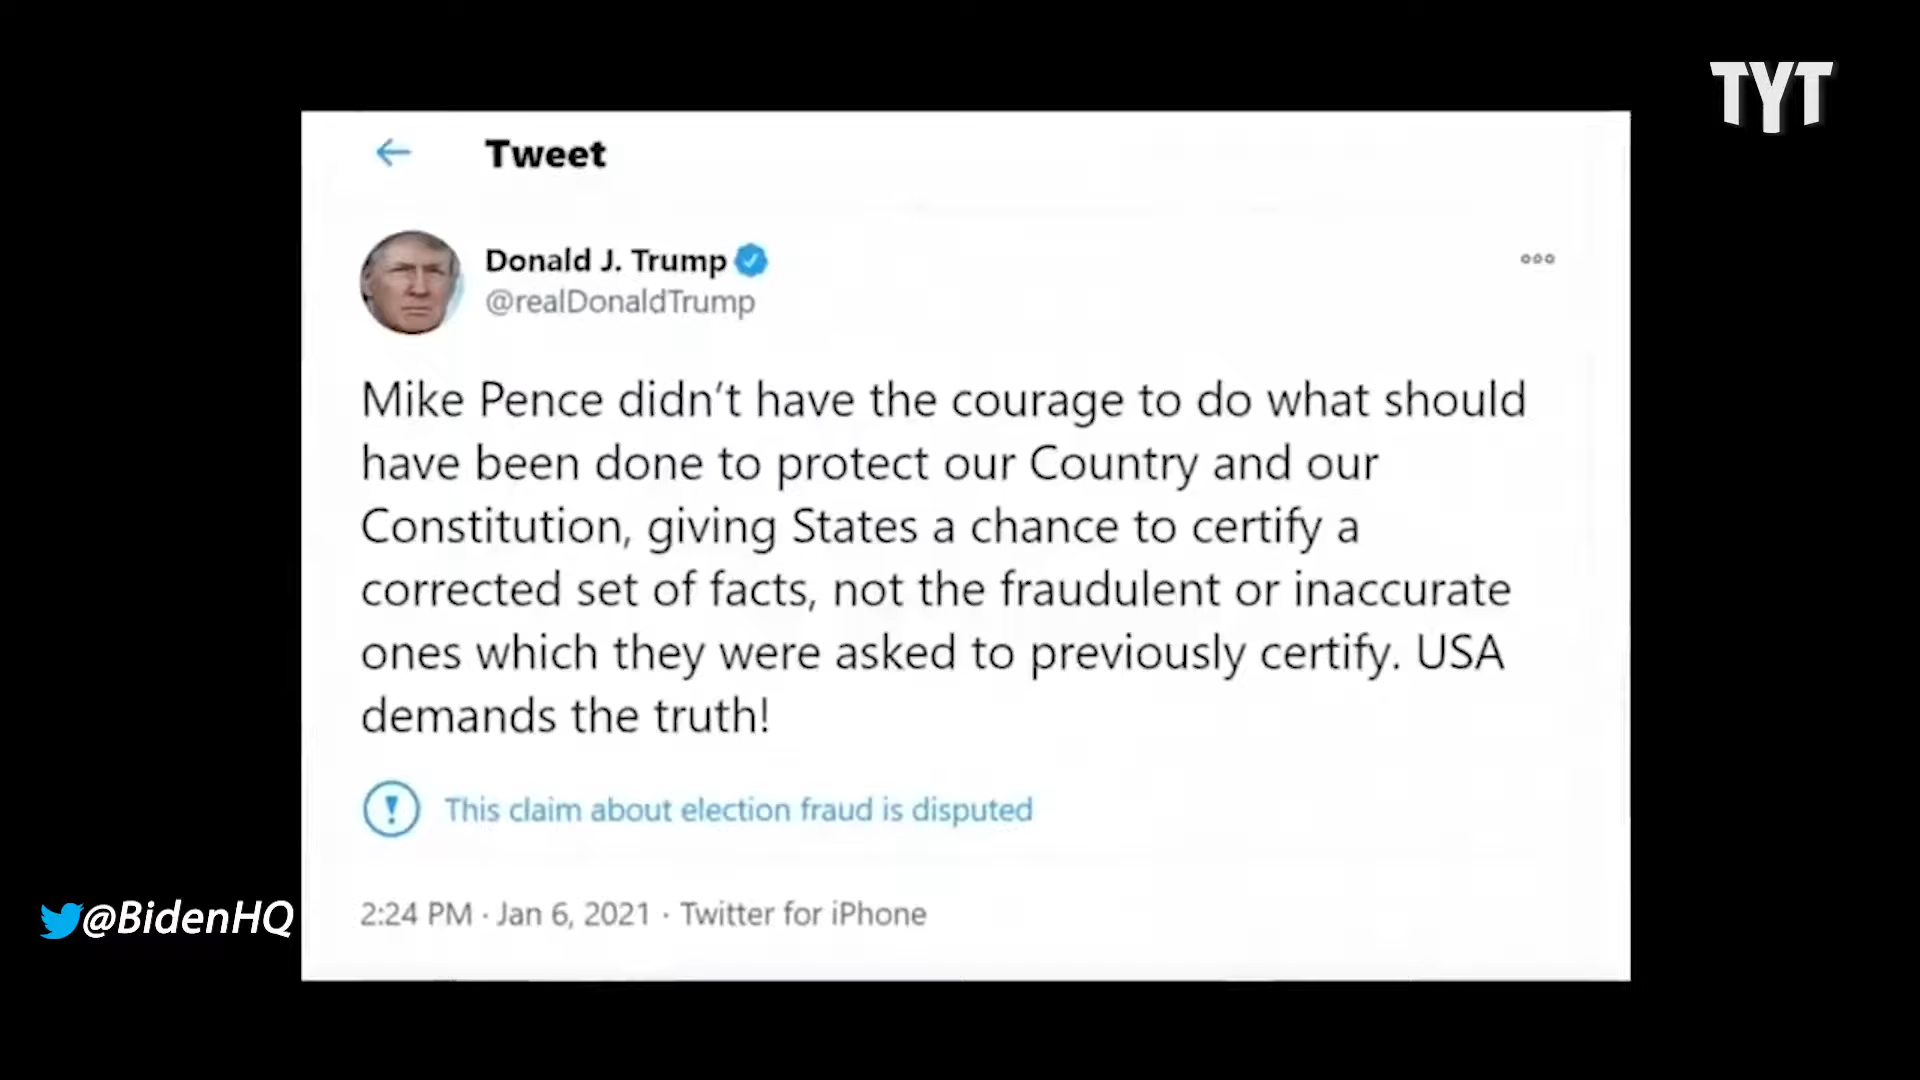 TYT
Tweet
Donald J. Trump
@realDonaldTrump
Mike Pence didn't have the courage to do what should
have been done to protect our Country and our
Constitution, giving States a chance to certify a
corrected set of facts, not the fraudulent or inaccurate
ones which they were asked to previously certify. USA
demands the truth!
This claim about election fraud is disputed
@BidenHQ
2:24 PM · Jan 6, 2021 · Twitter for iPhone